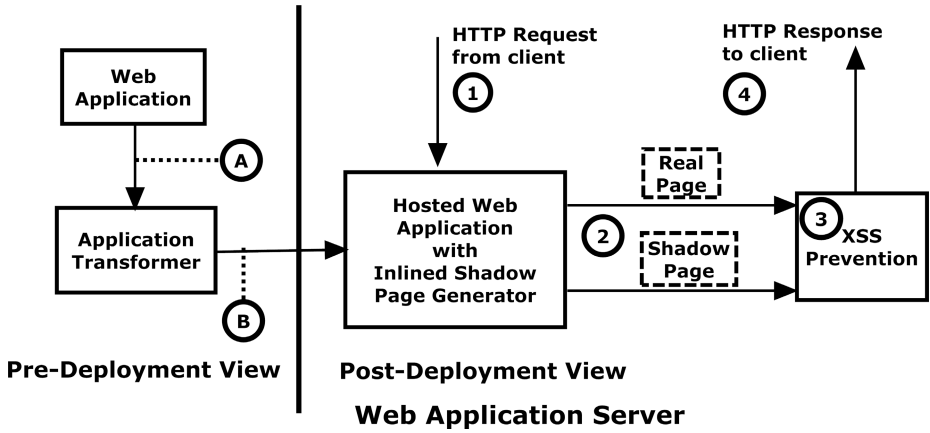 Web
Application
A
Application
Transformer
B
Pre-Deployment View
HTTP Request
from client
1
HTTP Response
to client
4
Hosted Web
Application
with
Inlined Shadow
Page Generator
Real
Page
2
Shadow
Page
3
XSS
Prevention
Post-Deployment View
Web Application Server